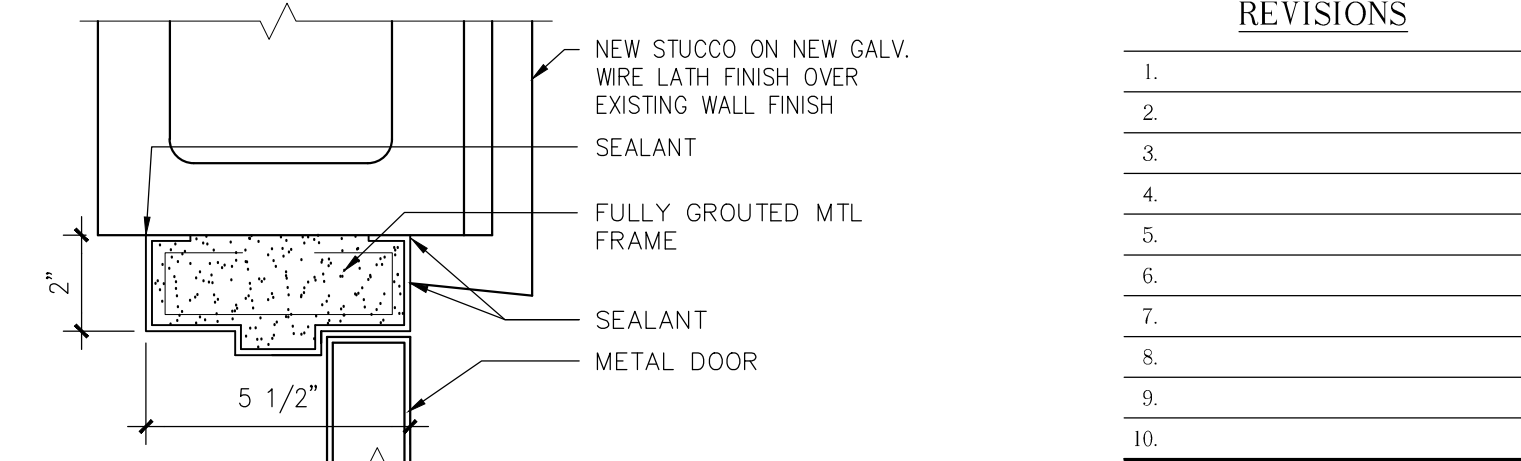 NEW STUCCO ON NEW GALV.
WIRE LATH FINISH OVER
EXISTING WALL FINISH
SEALANT
FULLY GROUTED MTL
FRAME
SEALANT
METAL DOOR
2"
5 1/2"
REVISIONS
1.
2.
3.
4.
5.
6.
7.
8.
9.
10.